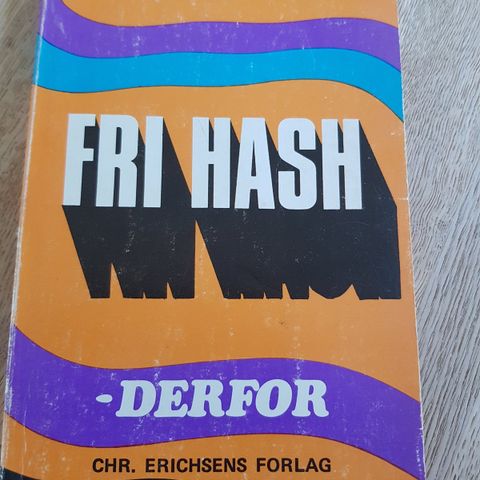 FRI HASH
-DERFOR
CHR. ERICHSENS FORLAG